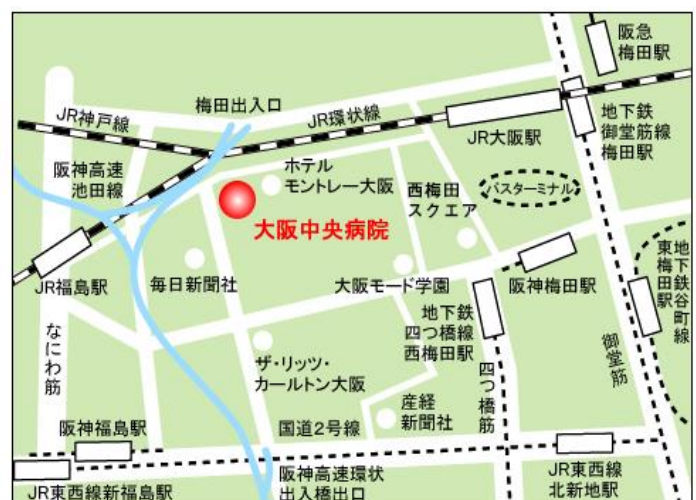 阪急
梅田駅
梅田出入口
JR神戸線
JR環状線
JR大阪駅
地下鉄
御堂筋線
梅田駅
阪神高速
池田線
ホテル
モントレー大阪
西梅田
スクエア
バスターミナル
大阪中央病院
JR福島駅
毎日新聞社
大阪モード学園
阪神梅田駅
地下鉄谷町線
東梅田駅
地下鉄
四つ橋線
西梅田駅
なにわ筋
御堂筋
ザ・リッツ・
カールトン大阪
四つ橋筋
産経
新聞社
阪神福島駅
国道2号線
JR東西線新福島駅
阪神高速環状
出入橋出口
JR東西線
北新地駅